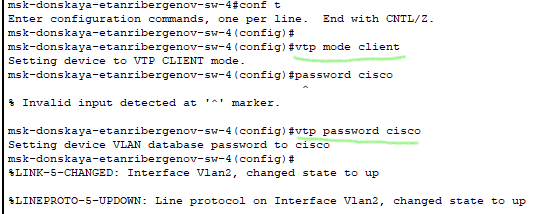 msk-donskaya-etanribergenov-sw-4#conf t
Enter configuration commands, one per line.  End with CNTL/Z.
msk-donskaya-etanribergenov-sw-4(config)#
msk-donskaya-etanribergenov-sw-4(config)#vtp mode client
Setting device to VTP CLIENT mode.
msk-donskaya-etanribergenov-sw-4(config)#password cisco
^
% Invalid input detected at '^' marker.
msk-donskaya-etanribergenov-sw-4(config)#vtp password cisco
Setting device VLAN database password to cisco
msk-donskaya-etanribergenov-sw-4(config)#
%LINK-5-CHANGED: Interface Vlan2, changed state to up
%LINEPROTO-5-UPDOWN: Line protocol on Interface Vlan2, changed state to up